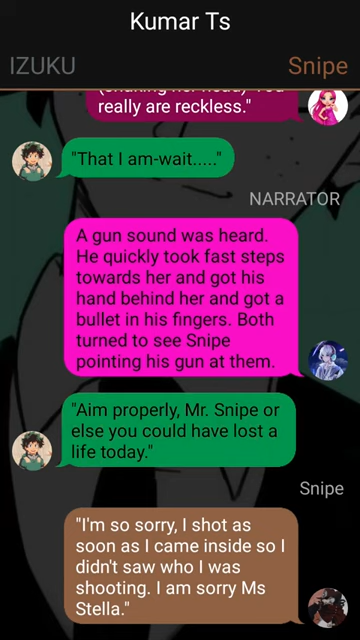 Kumar Ts
IZUKU
Snipe
really are reckless."
"That I am-wait....."
NARRATOR
A gun sound was heard.
He quickly took fast steps
towards her and got his
hand behind her and got a
bullet in his fingers. Both
turned to see Snipe
pointing his gun at them.
"Aim properly, Mr. Snipe or
else you could have lost a
life today."
Snipe
"I'm so sorry, I shot as
soon as I came inside so I
didn't saw who I was
shooting. I am sorry Ms
Stella."